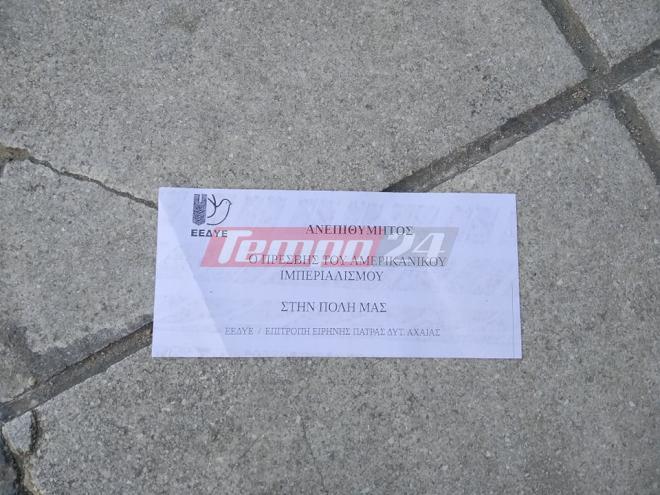 ΕΕΔΥΕ
ΑΝΕΠΙΘΥΜΗΤΟΣ
Tempo24
Ο ΠΡΕΣΒΗΣ ΤΟΥ ΑΜΕΡΙΚΑΝΙΚΟΥ
ΙΜΠΕΡΙΑΛΙΣΜΟΥ
ΣΤΗΝ ΠΟΛΗ ΜΑΣ
ΕΕΔΥΕ / ΕΠΙΤΡΟΠΗ ΕΙΡΗΝΗΣ ΠΑΤΡΑΣ ΔΥΤ. ΑΧΑΪΑΣ